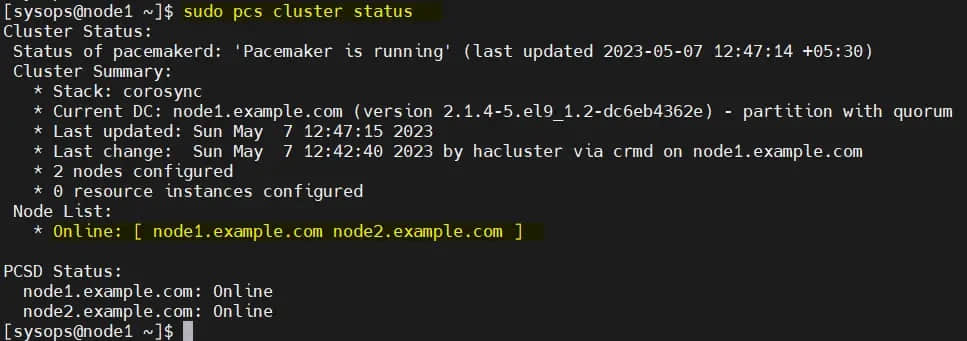 [sysops@node1 ~]$ sudo pcs cluster status
Cluster Status:
 Status of pacemakerd: 'Pacemaker is running' (last updated 2023-05-07 12:47:14 +05:30)
 Cluster Summary:
   * Stack: corosync
   * Current DC: node1.example.com (version 2.1.4-5.el9_1.2-dc6eb4362e) - partition with quorum
   * Last updated: Sun May  7 12:47:15 2023
   * Last change:  Sun May  7 12:42:40 2023 by hacluster via crmd on node1.example.com
   * 2 nodes configured
   * 0 resource instances configured
 Node List:
   * Online: [ node1.example.com node2.example.com ]

PCSD Status:
  node1.example.com: Online
  node2.example.com: Online
[sysops@node1 ~]$